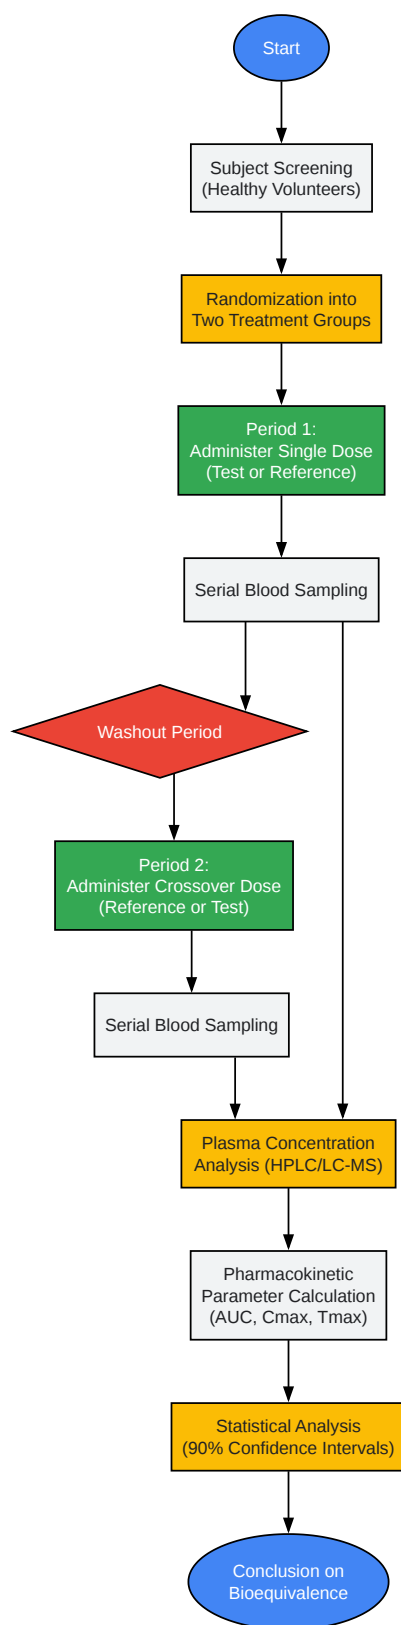 Start
Subject Screening
(Healthy Volunteers)
Randomization into
Two Treatment Groups
Period 1:
Administer Single Dose
(Test or Reference)
Serial Blood Sampling
Washout Period
Period 2:
Administer Crossover Dose
(Reference or Test)
Serial Blood Sampling
Plasma Concentration
Analysis (HPLC/LC-MS)
Pharmacokinetic
Parameter Calculation
(AUC, Cmax, Tmax)
Statistical Analysis
(90% Confidence Intervals)
Conclusion on
Bioequivalence